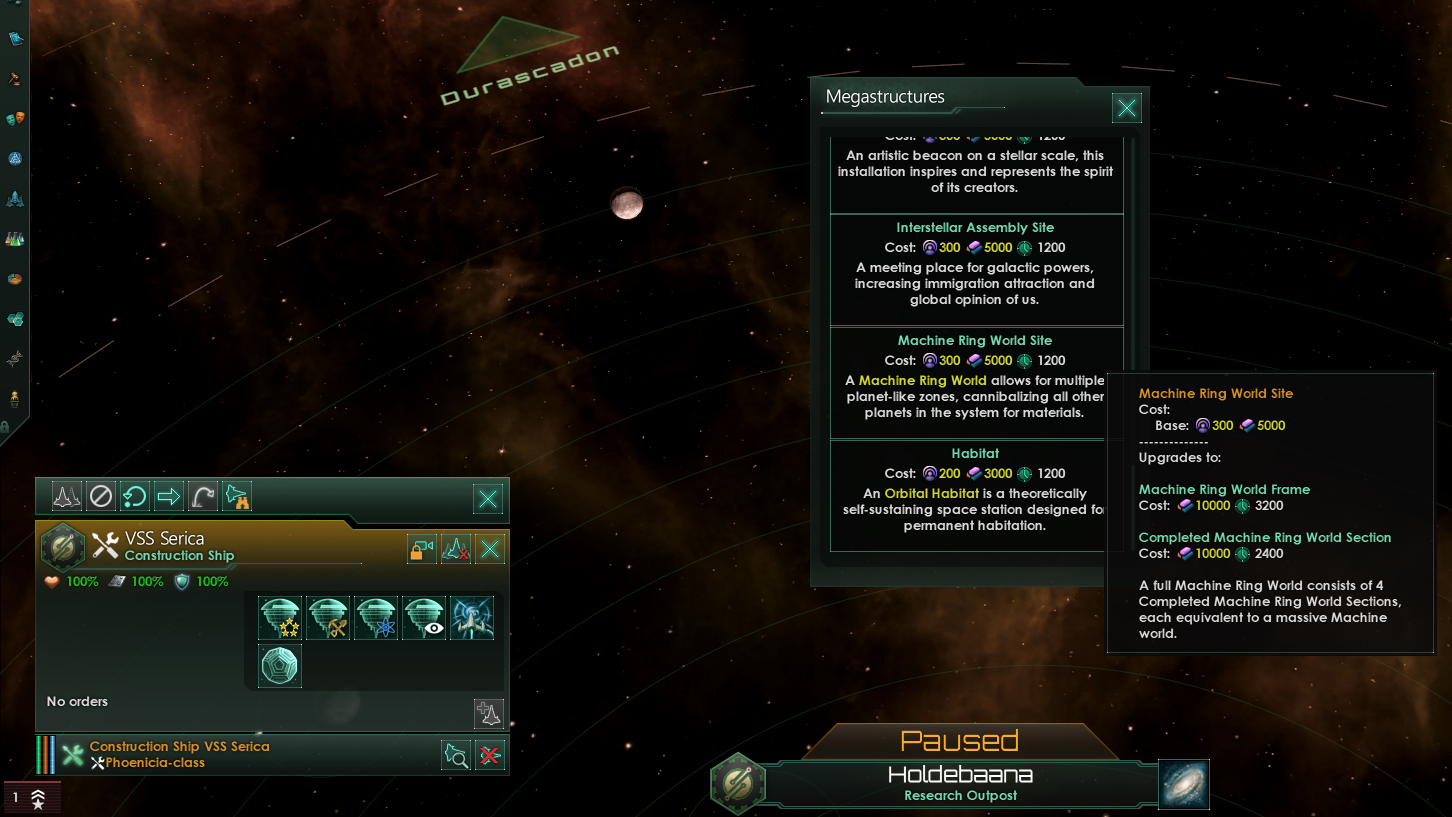 Durascadon
Megastructures
Cost: 300 5000 1200
An artistic beacon on a stellar scale, this
installation inspires and represents the spirit
of its creators.
Interstellar Assembly Site
Cost: 300 5000 1200
A meeting place for galactic powers,
increasing immigration attraction and
global opinion of us.
Machine Ring World Site
Cost: 300 5000 1200
A Machine Ring World allows for multiple
planet-like zones, cannibalizing all other
planets in the system for materials.
Habitat
Cost: 200 3000 1200
An Orbital Habitat is a theoretically
self-sustaining space station designed for
permanent habitation.
Machine Ring World Site
Cost:
Base: 300 5000
--------------
Upgrades to:
Machine Ring World Frame
Cost: 10000 3200
Completed Machine Ring World Section
Cost: 10000 2400
A full Machine Ring World consists of 4
Completed Machine Ring World Sections,
each equivalent to a massive Machine
world.
VSS Serica
Construction Ship
100% 100% 100%
No orders
Construction Ship VSS Serica
Phoenicia-class
1
Paused
Holdebaana
Research Outpost